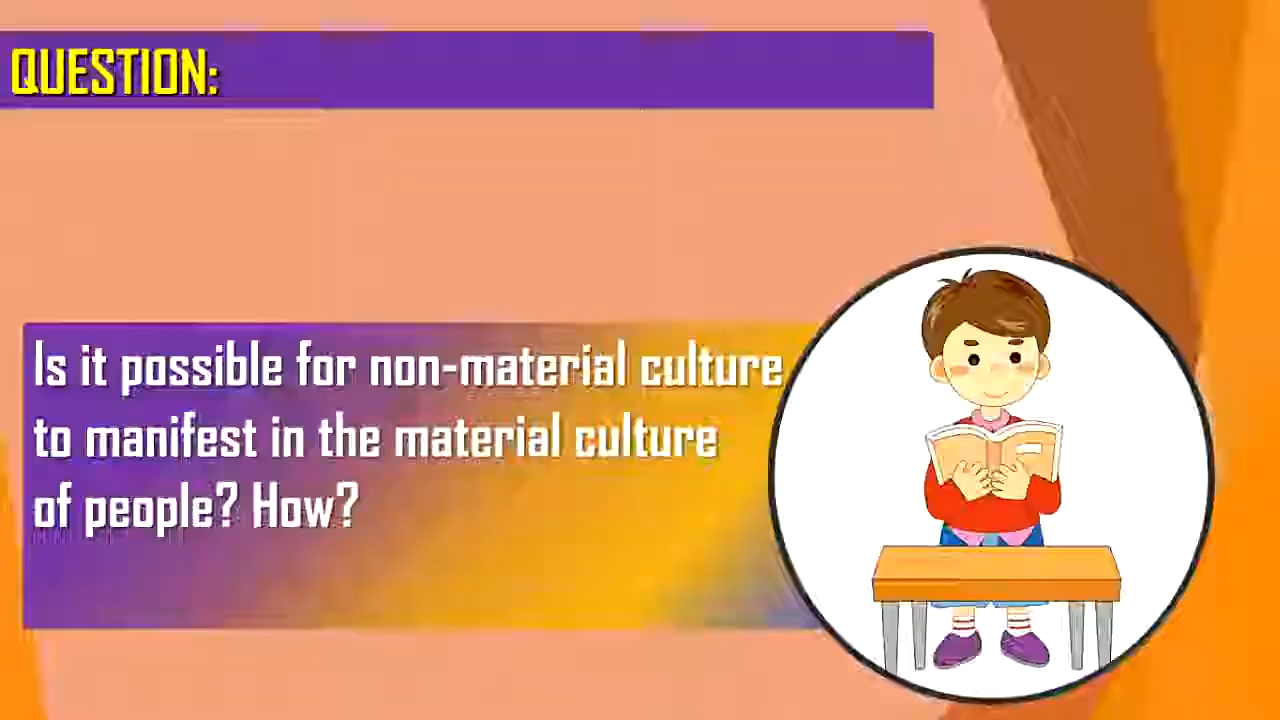 QUESTION:
Is it possible for non-material culture
to manifest in the material culture
of people? How?